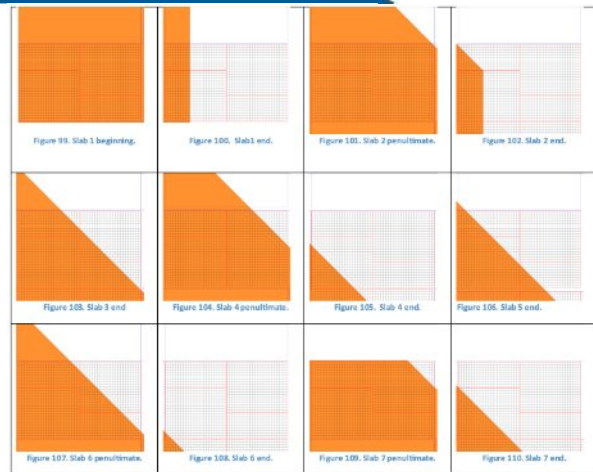 Figure 99. Slab 1 beginning.
Figure 100. Slab1 end.
Figure 101. Slab 2 penultimate.
Figure 102. Slab 2 end.
Figure 103. Slab 3 end
Figure 104. Slab 4 penultimate.
Figure 105. Slab 4 end.
Figure 106. Slab 5 end.
Figure 107. Slab 6 penultimate.
Figure 108. Slab 6 end.
Figure 109. Slab 7 penultimate.
Figure 110. Slab 7 end.